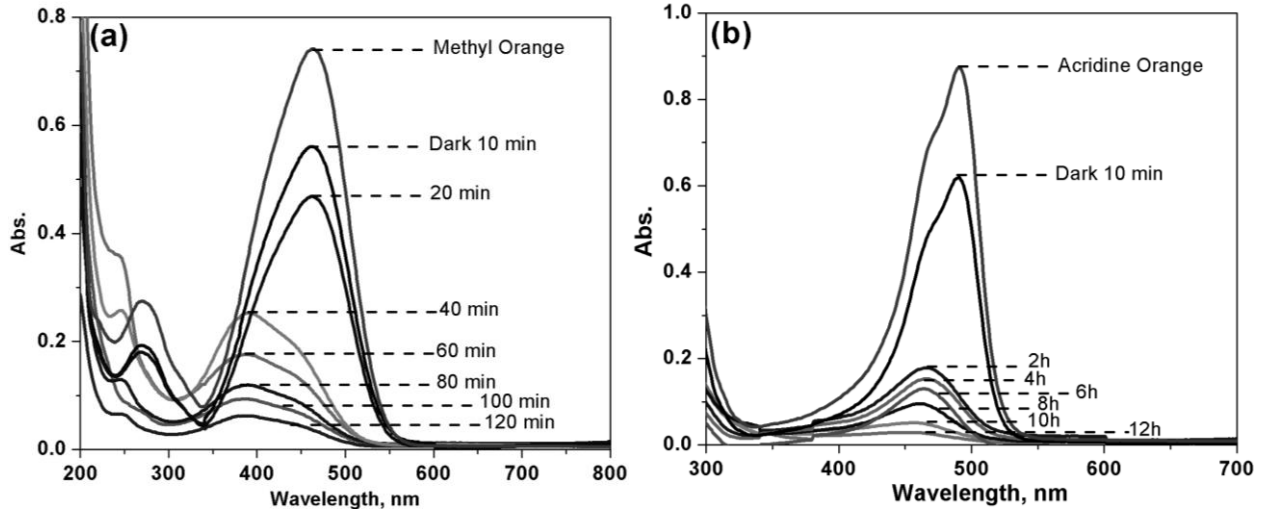 (a)
Methyl Orange
Dark 10 min
20 min
40 min
60 min
80 min
100 min
120 min
0.8
0.6
0.4
0.2
0.0
Abs.
200 300 400 500 600 700 800
Wavelength, nm
(b)
Acridine Orange
Dark 10 min
2h
4h
6h
8h
10h
12h
1.0
0.8
0.6
0.4
0.2
0.0
Abs.
300 400 500 600 700
Wavelength, nm